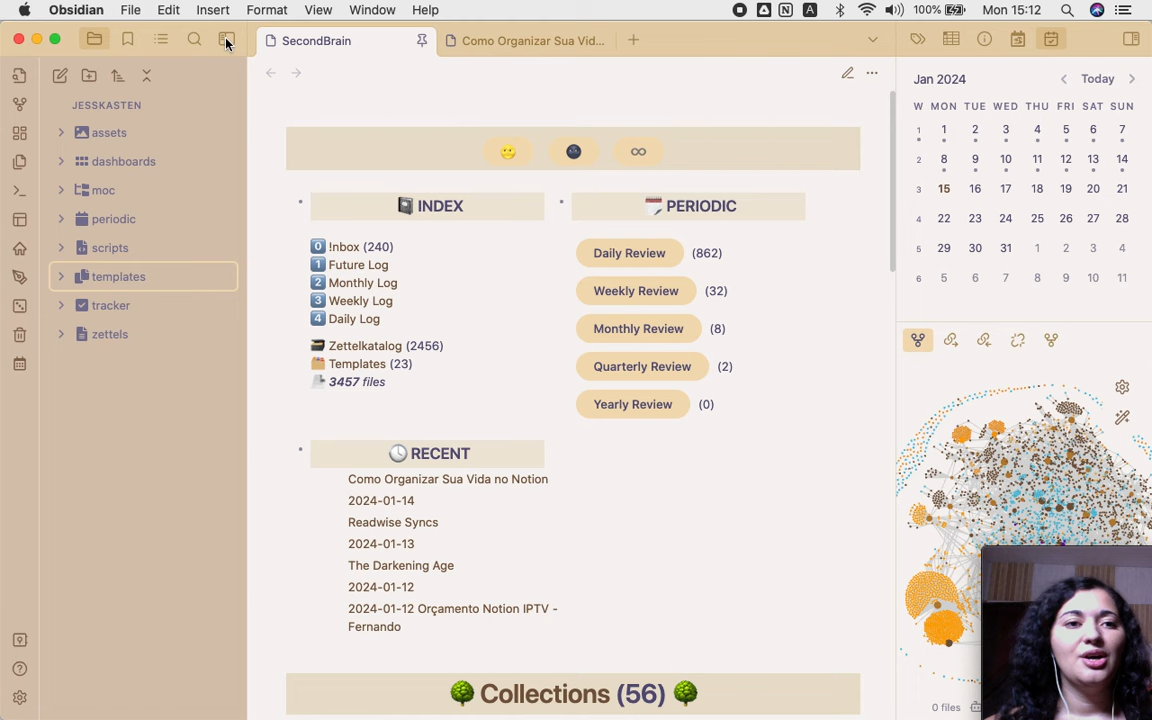 Obsidian File Edit Insert Format View Window Help
N A 100% Mon 15:12
SecondBrain
Como Organizar Sua Vid...
JESSKASTEN
assets
dashboards
moc
periodic
scripts
templates
tracker
zettels
INDEX
0 !nbox (240)
1 Future Log
2 Monthly Log
3 Weekly Log
4 Daily Log
Zettelkatalog (2456)
Templates (23)
3457 files
PERIODIC
Daily Review (862)
Weekly Review (32)
Monthly Review (8)
Quarterly Review (2)
Yearly Review (0)
RECENT
Como Organizar Sua Vida no Notion
2024-01-14
Readwise Syncs
2024-01-13
The Darkening Age
2024-01-12
2024-01-12 Orçamento Notion IPTV -
Fernando
Collections (56)
Jan 2024 Today
W MON TUE WED THU FRI SAT SUN
1 1 2 3 4 5 6 7
2 8 9 10 11 12 13 14
3 15 16 17 18 19 20 21
4 22 23 24 25 26 27 28
5 29 30 31 1 2 3 4
6 5 6 7 8 9 10 11
0 files